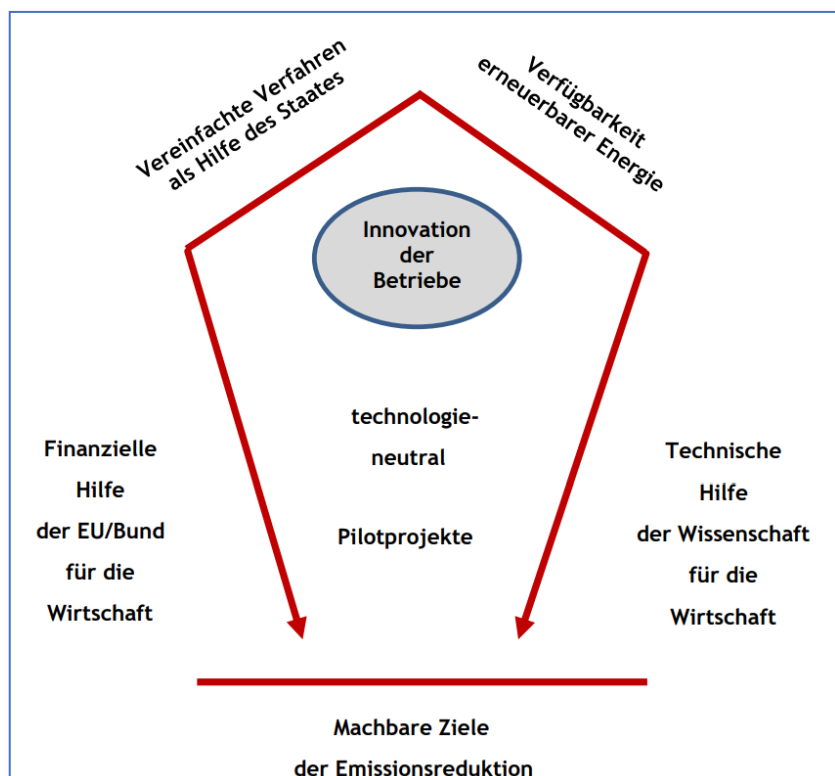 Vereinfachte Verfahren
als Hilfe des Staates
Verfügbarkeit
erneuerbarer Energie
Innovation
der
Betriebe
technologie-
neutral
Pilotprojekte
Finanzielle
Hilfe
der EU/Bund
für die
Wirtschaft
Technische
Hilfe
der Wissenschaft
für die
Wirtschaft
Machbare Ziele
der Emissionsreduktion